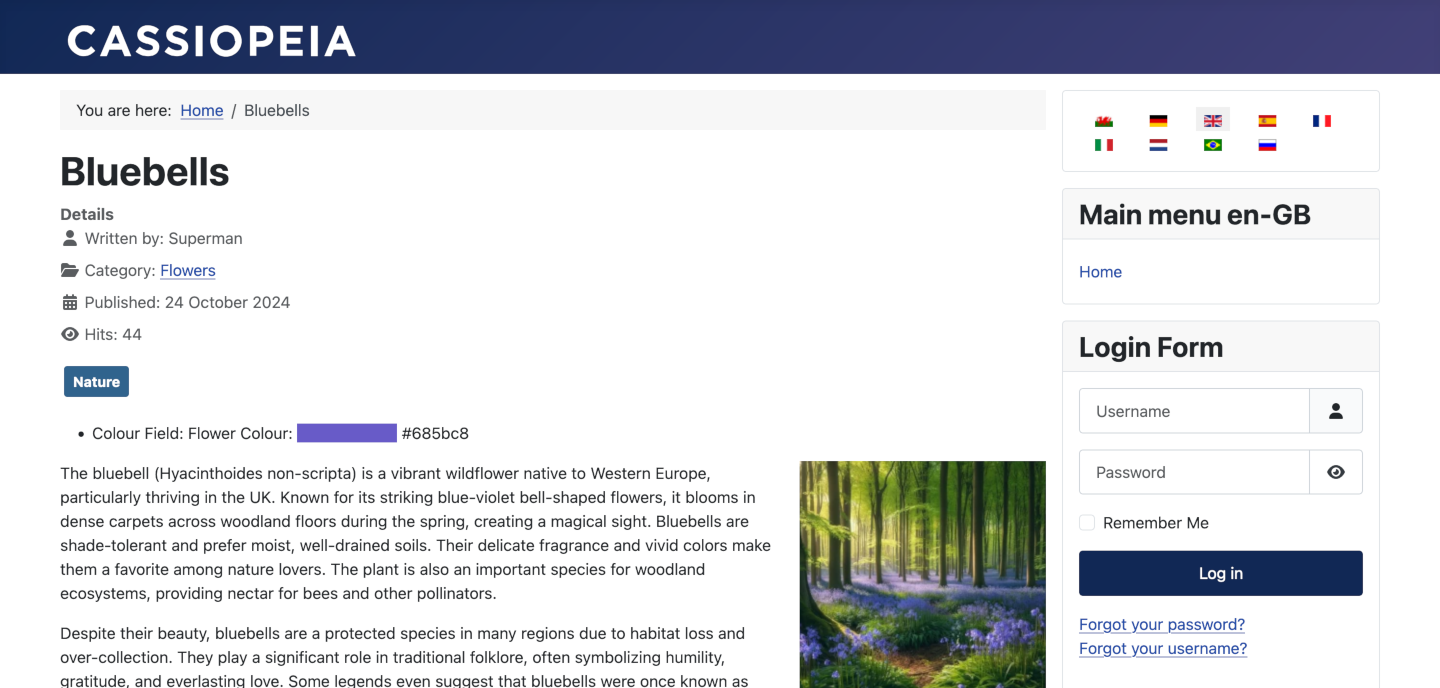 CASSIOPEIA
You are here: Home / Bluebells
Bluebells
Details
Written by: Superman
Category: Flowers
Published: 24 October 2024
Hits: 44
Nature
• Colour Field: Flower Colour: #685bc8
The bluebell (Hyacinthoides non-scripta) is a vibrant wildflower native to Western Europe,
particularly thriving in the UK. Known for its striking blue-violet bell-shaped flowers, it blooms in
dense carpets across woodland floors during the spring, creating a magical sight. Bluebells are
shade-tolerant and prefer moist, well-drained soils. Their delicate fragrance and vivid colors make
them a favorite among nature lovers. The plant is also an important species for woodland
ecosystems, providing nectar for bees and other pollinators.
Despite their beauty, bluebells are a protected species in many regions due to habitat loss and
over-collection. They play a significant role in traditional folklore, often symbolizing humility,
gratitude, and everlasting love. Some legends even suggest that bluebells were once known as
Main menu en-GB
Home
Login Form
Username
Password
Remember Me
Log in
Forgot your password?
Forgot your username?